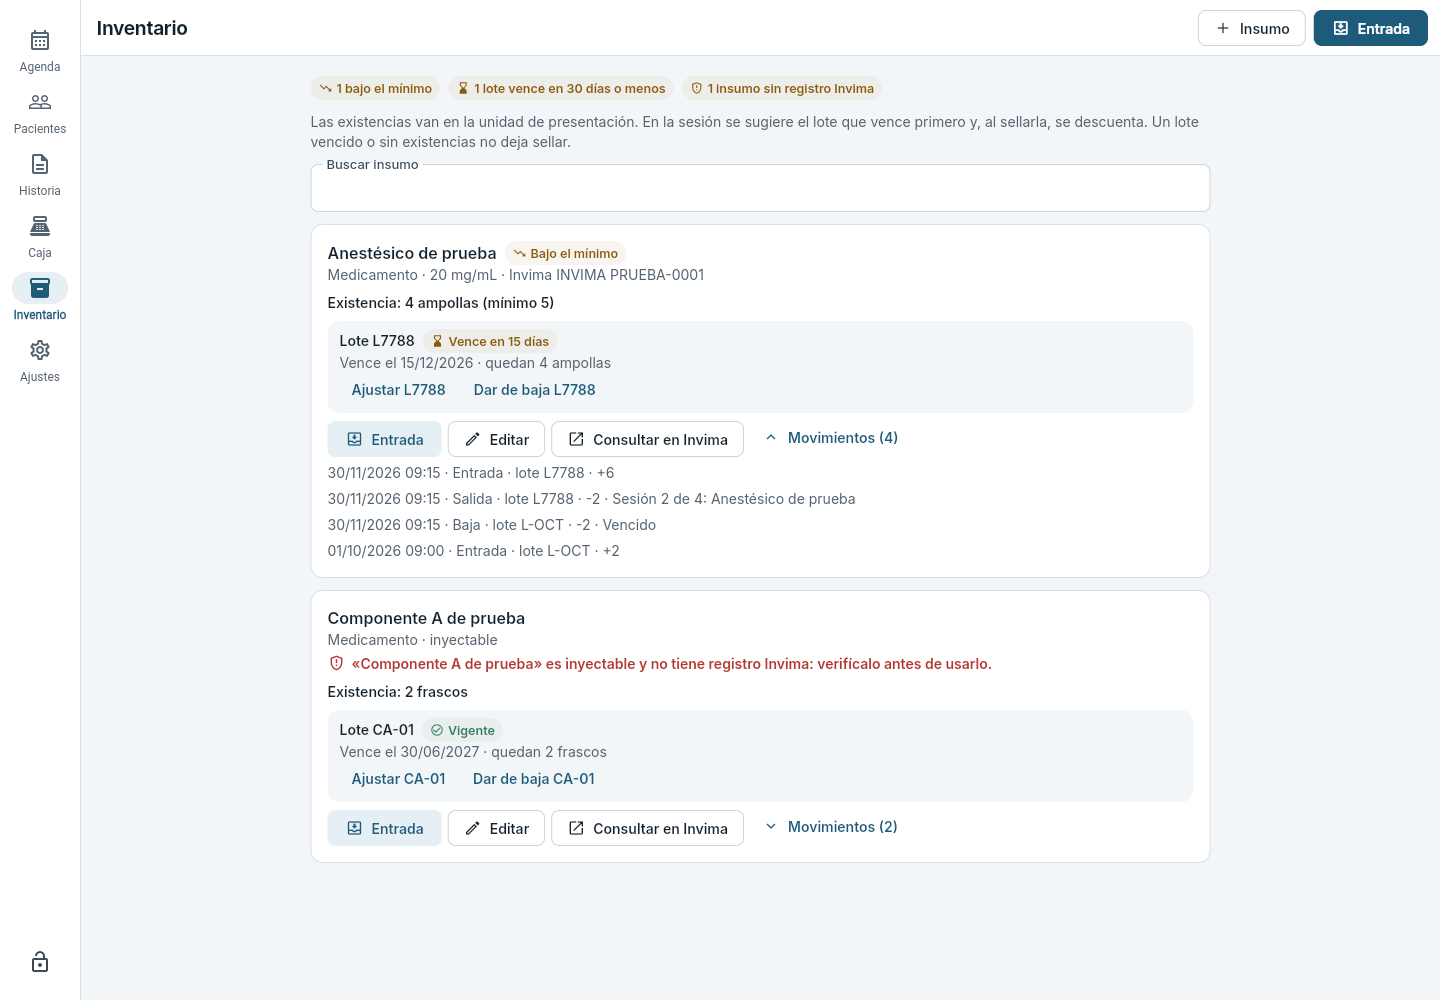 Inventario
Insumo
Entrada
Agenda
Pacientes
Historia
Caja
Inventario
Ajustes
1 bajo el mínimo
1 lote vence en 30 días o menos
1 insumo sin registro Invima
Las existencias van en la unidad de presentación. En la sesión se sugiere el lote que vence primero y, al sellarla, se descuenta. Un lote
vencido o sin existencias no deja sellar.
Buscar insumo
Anestésico de prueba
Bajo el mínimo
Medicamento · 20 mg/mL · Invima INVIMA PRUEBA-0001
Existencia: 4 ampollas (mínimo 5)
Lote L7788
Vence en 15 días
Vence el 15/12/2026 · quedan 4 ampollas
Ajustar L7788
Dar de baja L7788
Entrada
Editar
Consultar en Invima
Movimientos (4)
30/11/2026 09:15 · Entrada · lote L7788 · +6
30/11/2026 09:15 · Salida · lote L7788 · -2 · Sesión 2 de 4: Anestésico de prueba
30/11/2026 09:15 · Baja · lote L-OCT · -2 · Vencido
01/10/2026 09:00 · Entrada · lote L-OCT · +2
Componente A de prueba
Medicamento · inyectable
«Componente A de prueba» es inyectable y no tiene registro Invima: verifícalo antes de usarlo.
Existencia: 2 frascos
Lote CA-01
Vigente
Vence el 30/06/2027 · quedan 2 frascos
Ajustar CA-01
Dar de baja CA-01
Entrada
Editar
Consultar en Invima
Movimientos (2)